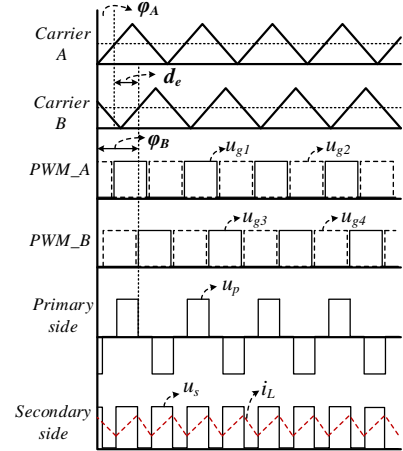 φA
Carrier
A
de
Carrier
B
φB
PWM_A
ug1
ug2
PWM_B
ug3
ug4
Primary
side
up
Secondary
side
us
iL